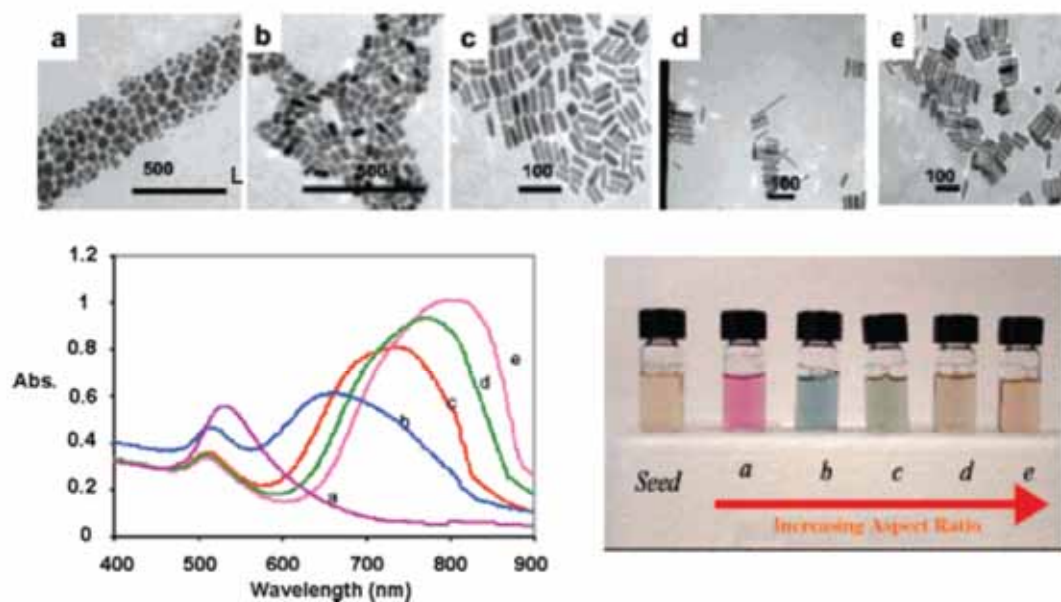 a
b
c
d
e
500
L
500
100
100
100
1.2
1
0.8
0.6
0.4
0.2
0
Abs.
a
b
c
d
e
400 500 600 700 800 900
Wavelength (nm)
Seed a b c d e
Increasing Aspect Ratio